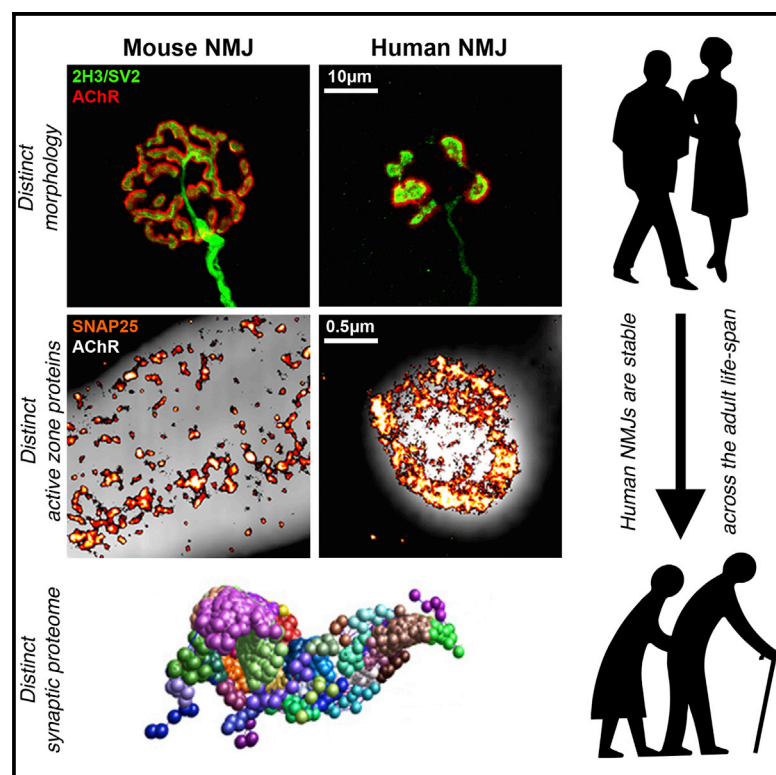 Mouse NMJ
Human NMJ
Distinct
morphology
2H3/SV2
AChR
10µm
Distinct
active zone proteins
SNAP25
AChR
0.5µm
Distinct
synaptic proteome
Human NMJs are stable
across the adult life-span